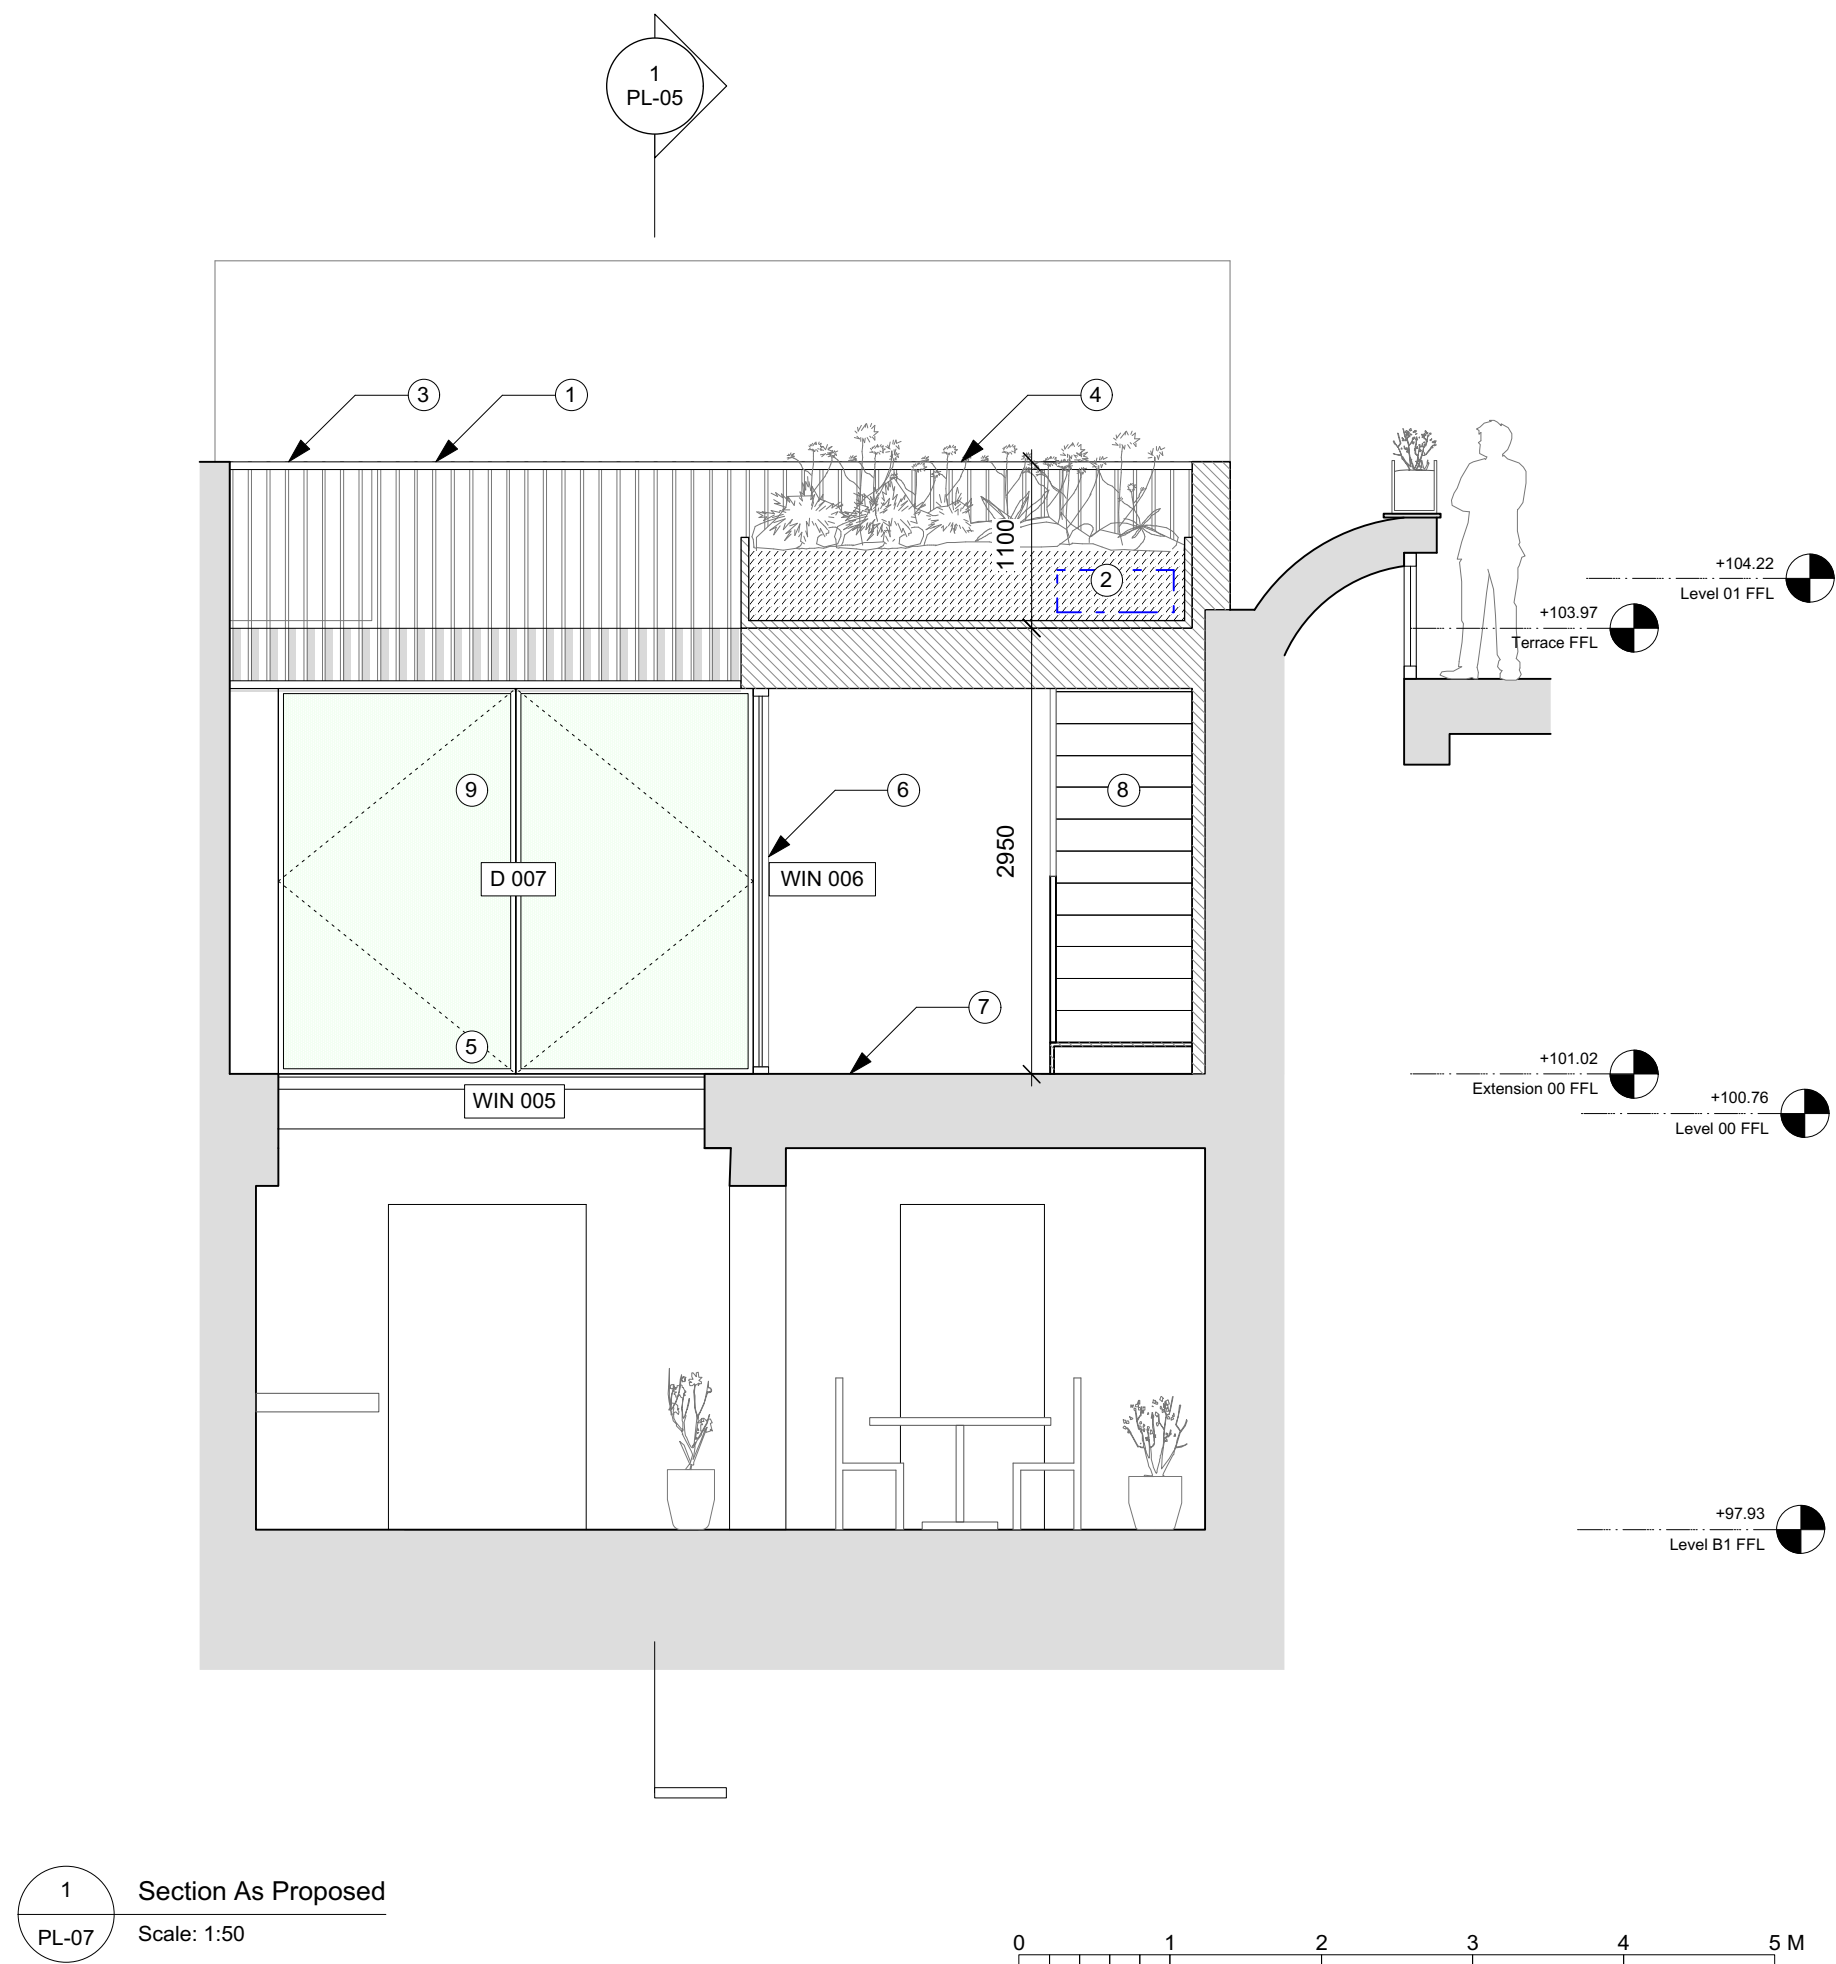 1
PL-05
3
1
4
1100
2
+104.22
Level 01 FFL
+103.97
Terrace FFL
9
6
8
2950
D 007
WIN 006
7
5
+101.02
Extension 00 FFL
WIN 005
+100.76
Level 00 FFL
+97.93
Level B1 FFL
1
PL-07
Section As Proposed
Scale: 1:50
0 1 2 3 4 5 M